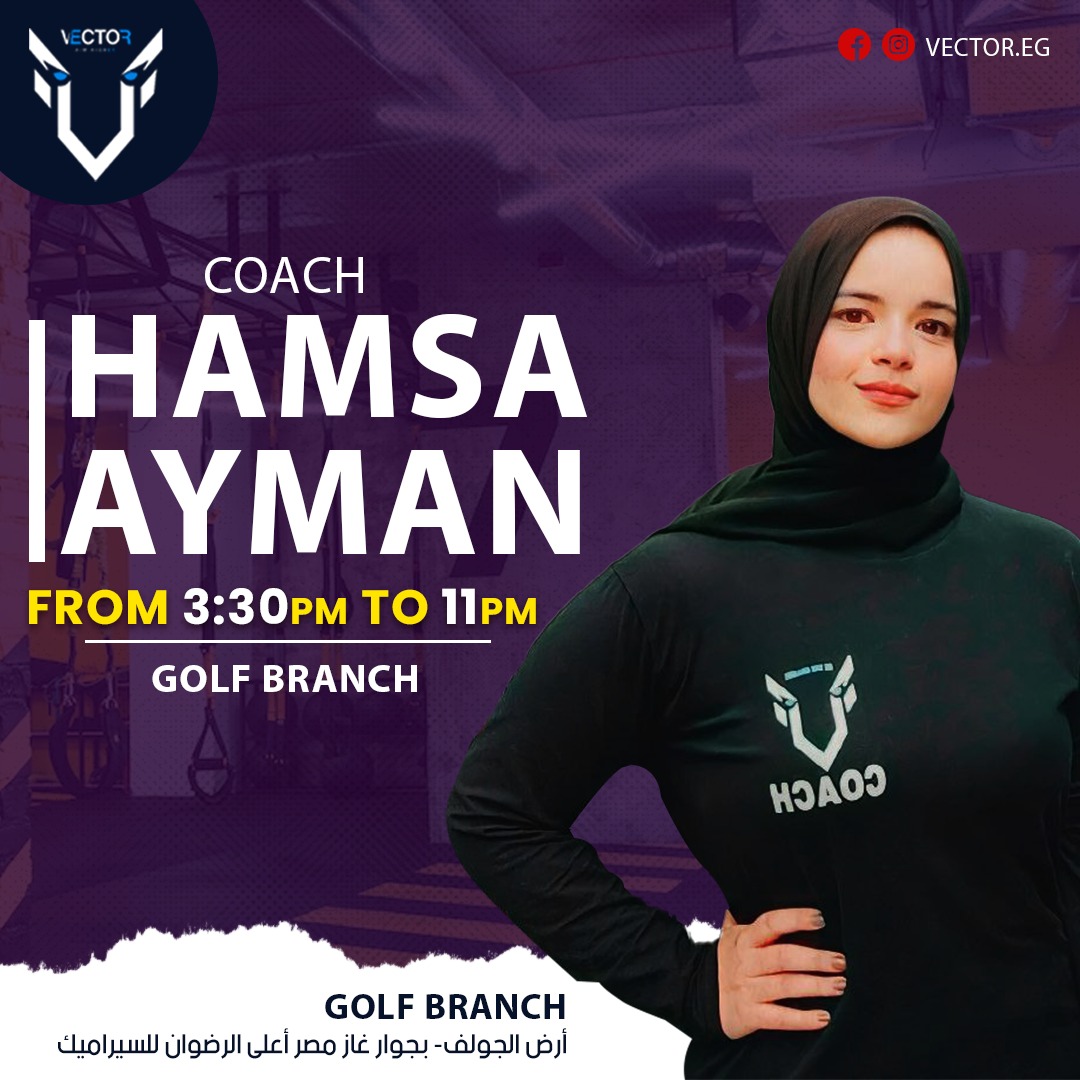 VECTOR
VECTOR.EG
COACH
HAMSA
AYMAN
FROM 3:30PM TO 11PM
GOLF BRANCH
COACH
GOLF BRANCH
أرض الجولف- بجوار غاز مصر أعلى الرضوان للسيراميك